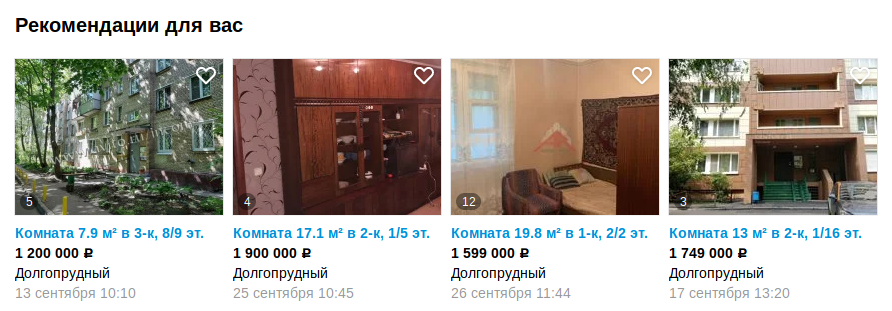 Рекомендации для вас
5
4
12
3
Комната 7.9 м² в 3-к, 8/9 эт.
1 200 000 ₽
Долгопрудный
13 сентября 10:10
Комната 17.1 м² в 2-к, 1/5 эт.
1 900 000 ₽
Долгопрудный
25 сентября 10:45
Комната 19.8 м² в 1-к, 2/2 эт.
1 599 000 ₽
Долгопрудный
26 сентября 11:44
Комната 13 м² в 2-к, 1/16 эт.
1 749 000 ₽
Долгопрудный
17 сентября 13:20